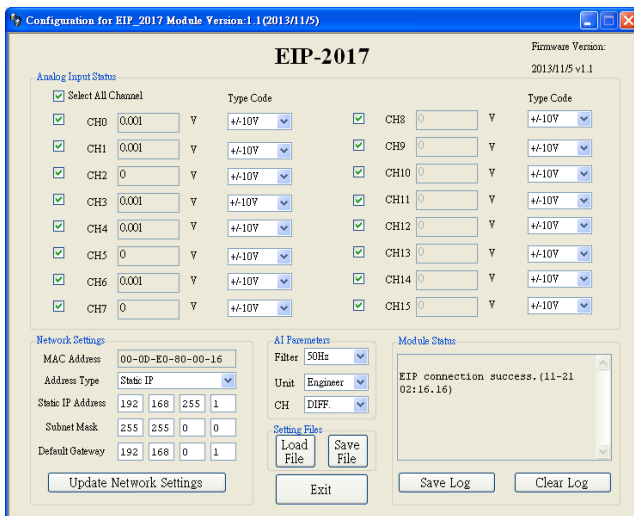 Configuration for EIP_2017 Module Version:1.1(2013/11/5)
EIP-2017
Firmware Version:
2013/11/5 v1.1
Analog Input Status
Select All Channel Type Code Type Code
CH0 0.001 V +/-10V CH8 0 V +/-10V
CH1 0.001 V +/-10V CH9 0 V +/-10V
CH2 0 V +/-10V CH10 0 V +/-10V
CH3 0.001 V +/-10V CH11 0 V +/-10V
CH4 0.001 V +/-10V CH12 0 V +/-10V
CH5 0 V +/-10V CH13 0 V +/-10V
CH6 0.001 V +/-10V CH14 0 V +/-10V
CH7 0 V +/-10V CH15 0 V +/-10V
Network Settings
MAC Address 00-0D-E0-80-00-16
Address Type Static IP
Static IP Address 192 168 255 1
Subnet Mask 255 255 0 0
Default Gateway 192 168 0 1
Update Network Settings
AI Paremeters
Filter 50Hz
Unit Engineer
CH DIFF.
Setting Files
Load File
Save File
Exit
Module Status
EIP connection success.(11-21
02:16.16)
Save Log Clear Log